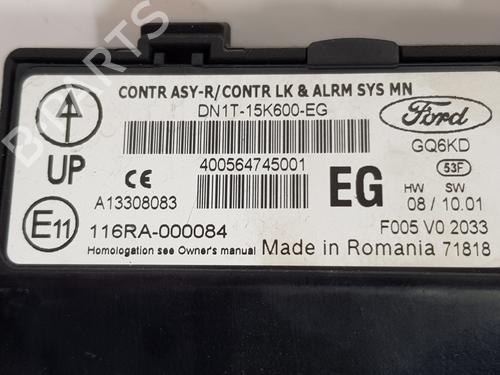 CONTR ASY-R/CONTR LK & ALRM SYS MN
DN1T-15K600-EG
Ford
GQ6KD
53F
UP
CE
400564745001
EG
HW SW
08 / 10.01
A13308083
E11
116RA-000084
F005 V0 2033
Homologation see Owner's manual
Made in Romania 71818
B-PARTS